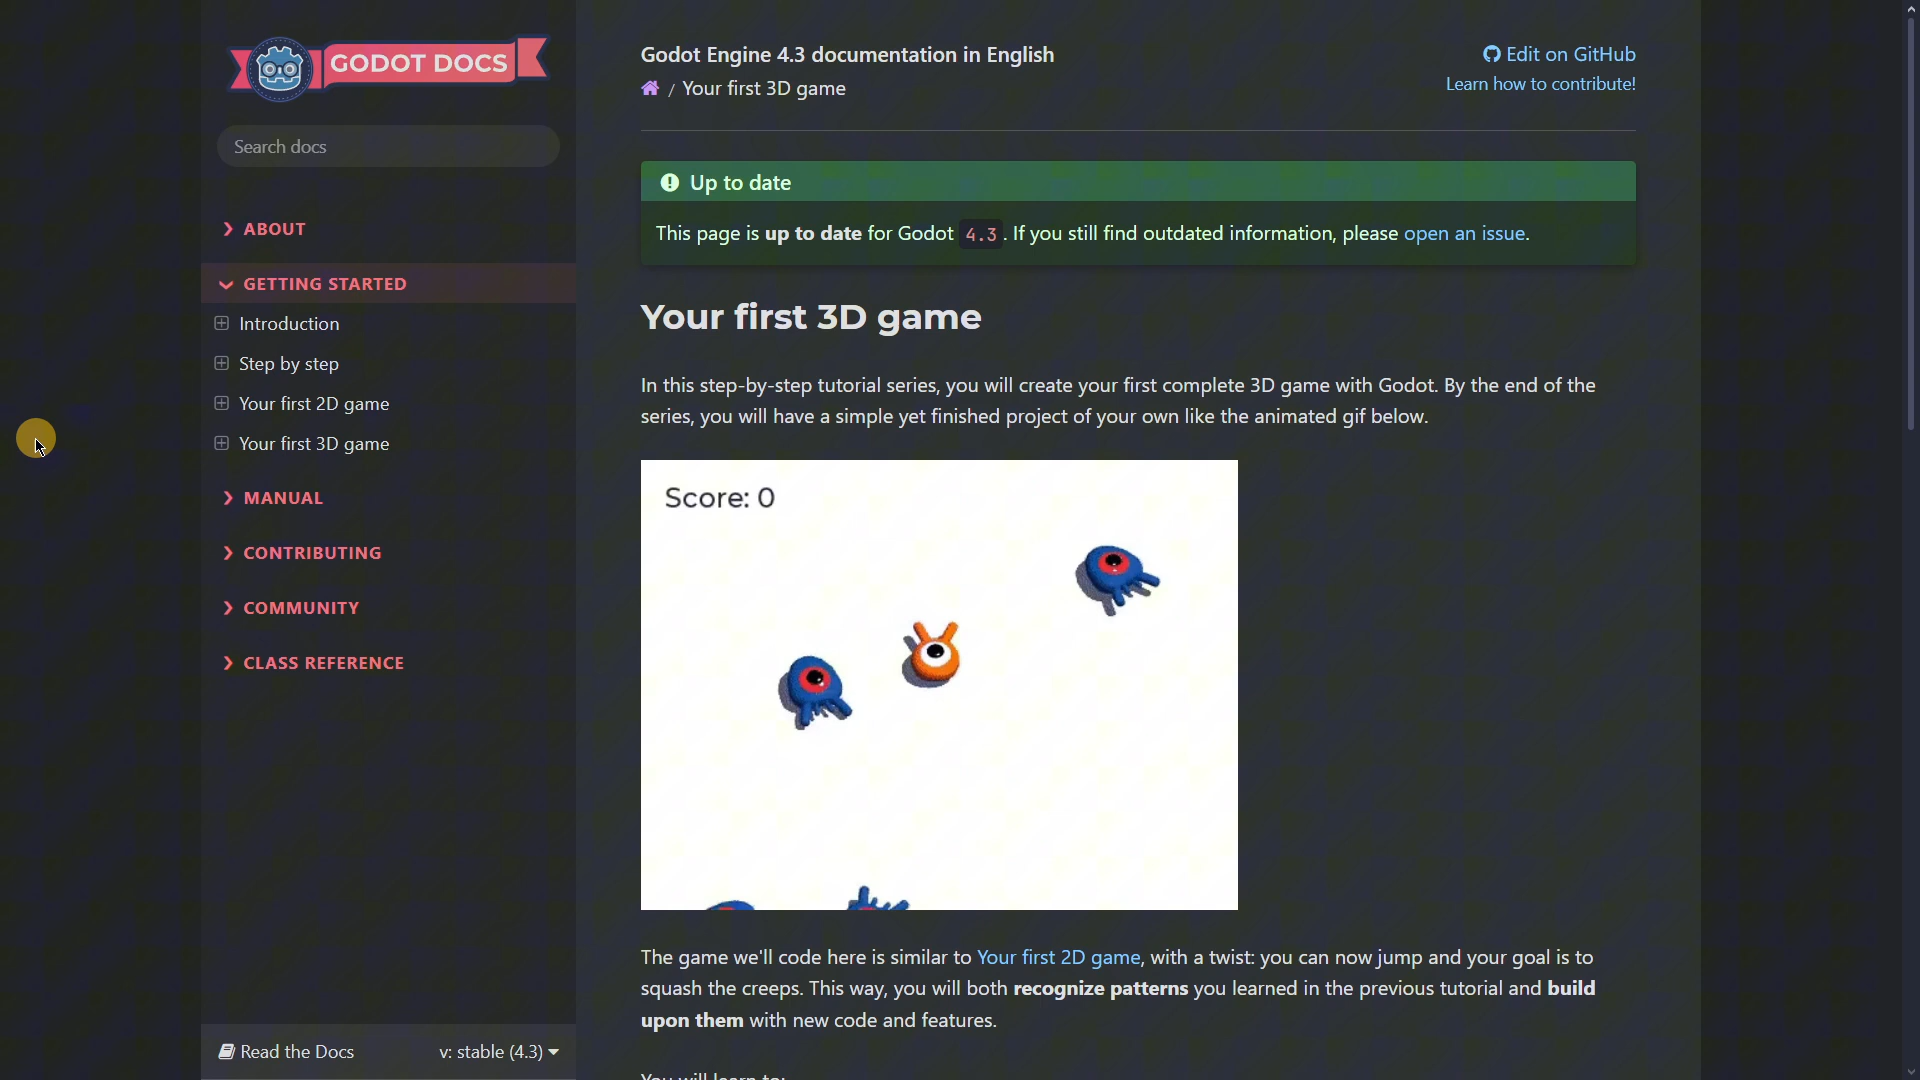 GODOT DOCS
Search docs
ABOUT
GETTING STARTED
Introduction
Step by step
Your first 2D game
Your first 3D game
MANUAL
CONTRIBUTING
COMMUNITY
CLASS REFERENCE
Read the Docs
v: stable (4.3)
Godot Engine 4.3 documentation in English
/ Your first 3D game
Edit on GitHub
Learn how to contribute!
Up to date
This page is up to date for Godot 4.3. If you still find outdated information, please open an issue.
Your first 3D game
In this step-by-step tutorial series, you will create your first complete 3D game with Godot. By the end of the
series, you will have a simple yet finished project of your own like the animated gif below.
Score: 0
The game we'll code here is similar to Your first 2D game, with a twist: you can now jump and your goal is to
squash the creeps. This way, you will both recognize patterns you learned in the previous tutorial and build
upon them with new code and features.
You will learn to: